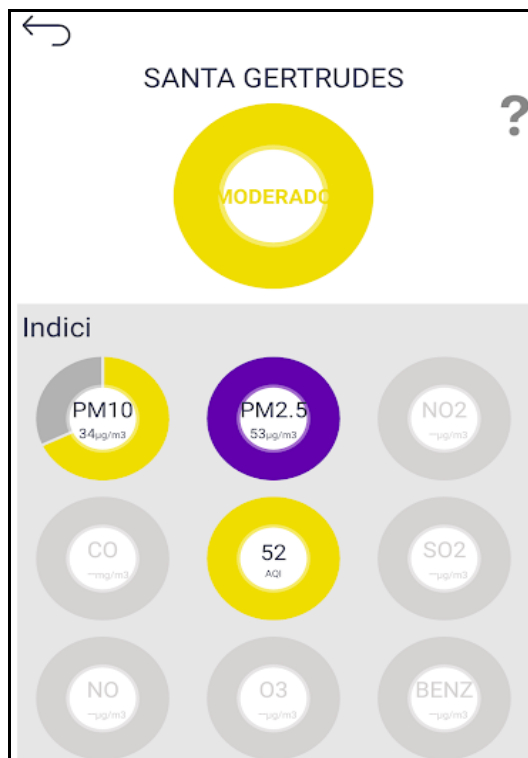 SANTA GERTRUDES
?
MODERADO
Indici
PM10
34µg/m3
PM2.5
53µg/m3
NO2
—µg/m3
CO
—mg/m3
52
AQI
SO2
—µg/m3
NO
—µg/m3
O3
—µg/m3
BENZ
—µg/m3